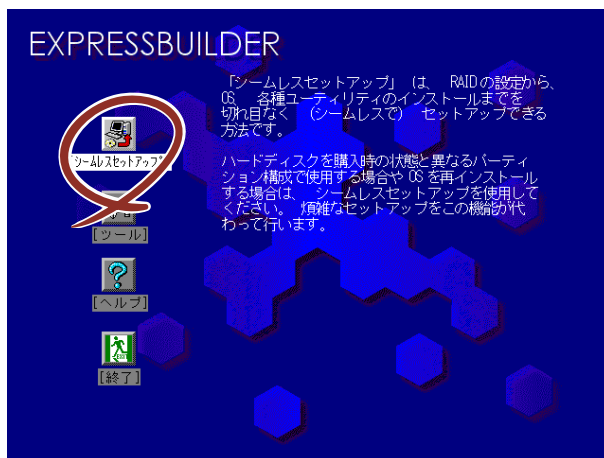 EXPRESSBUILDER
「シームレスセットアップ」 は、 RAIDの設定から、
OS、 各種ユーティリティのインストールまでを
切れ目なく （シームレスで） セットアップできる
方法です。
ハードディスクを購入時の状態と異なるパーティ
ション構成で使用する場合や OS を再インストール
する場合は、 シームレスセットアップを使用して
ください。 煩雑なセットアップをこの機能が代
わって行います。
シームレスセットアップ
[ツール]
[ヘルプ]
EXIT
[終了]